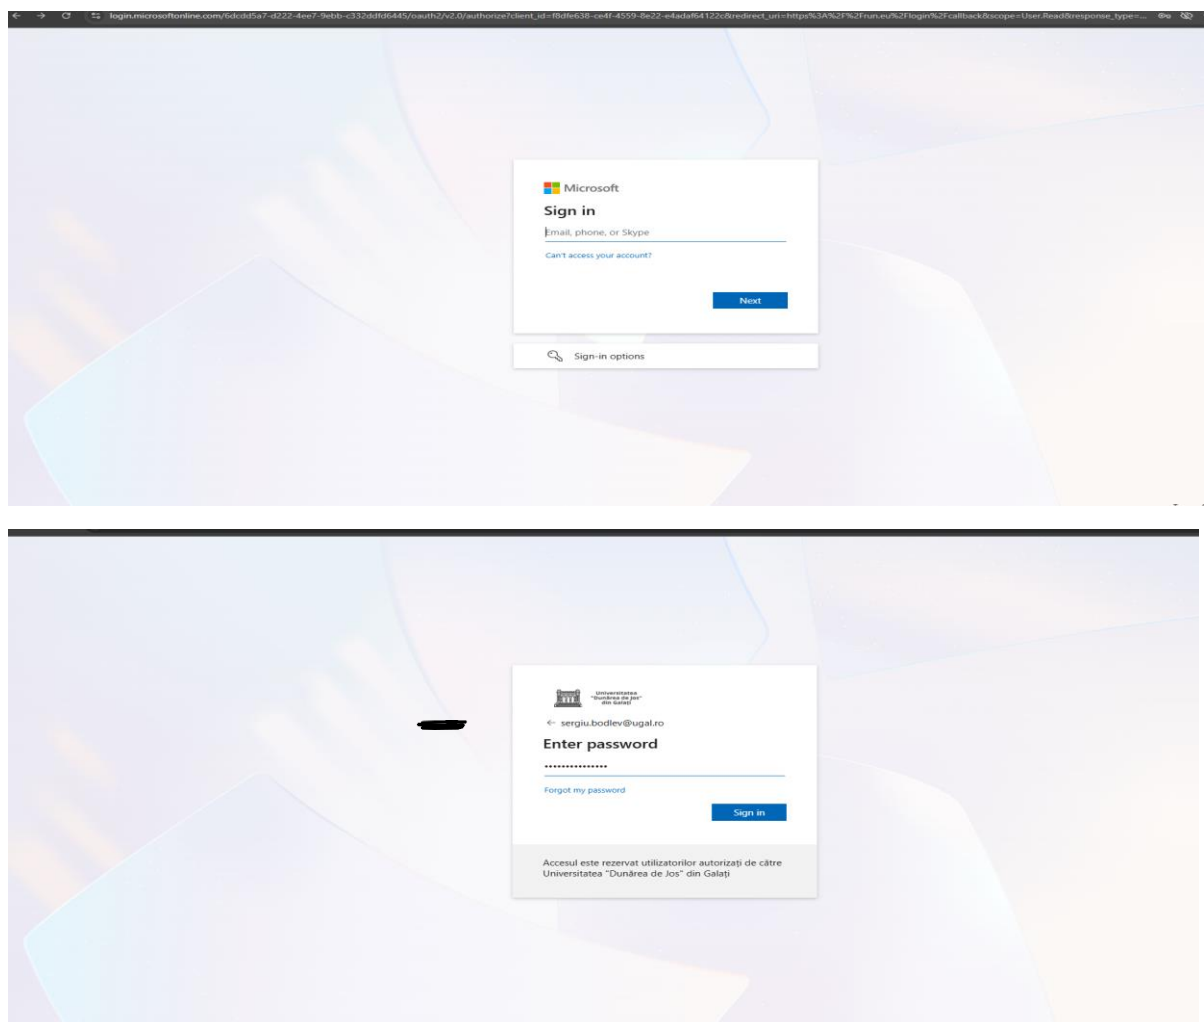 login.microsoftonline.com/6dcdd5a7-d222-4ee7-9ebb-c332ddfd6445/oauth2/v2.0/authorize?client_id=f8dfe638-ce4f-4559-8e22-e4adaf64122c&redirect_uri=https%3A%2F%2Frun.eu%2Flogin%2Fcallback&scope=User.Read&response_type=...
Microsoft
Sign in
Email, phone, or Skype
Can't access your account?
Next
Sign-in options
Universitatea
"Dunărea de Jos"
din Galați
sergiu.bodlev@ugal.ro
Enter password
Forgot my password
Sign in
Accesul este rezervat utilizatorilor autorizați de către
Universitatea "Dunărea de Jos" din Galați